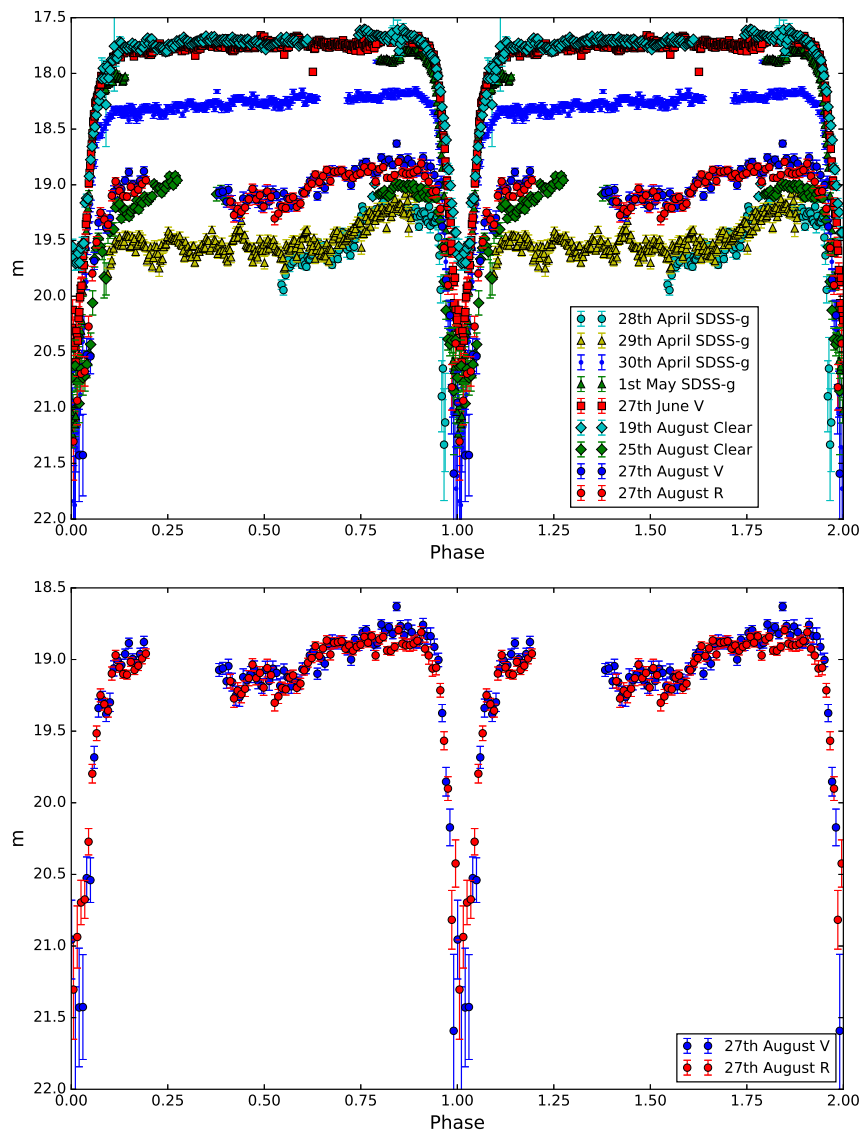 17.5
18.0
18.5
19.0
19.5
20.0
20.5
21.0
21.5
22.0
m
0.00 0.25 0.50 0.75 1.00 1.25 1.50 1.75 2.00
Phase
28th April SDSS-g
29th April SDSS-g
30th April SDSS-g
1st May SDSS-g
27th June V
19th August Clear
25th August Clear
27th August V
27th August R
18.5
19.0
19.5
20.0
20.5
21.0
21.5
22.0
m
0.00 0.25 0.50 0.75 1.00 1.25 1.50 1.75 2.00
Phase
27th August V
27th August R